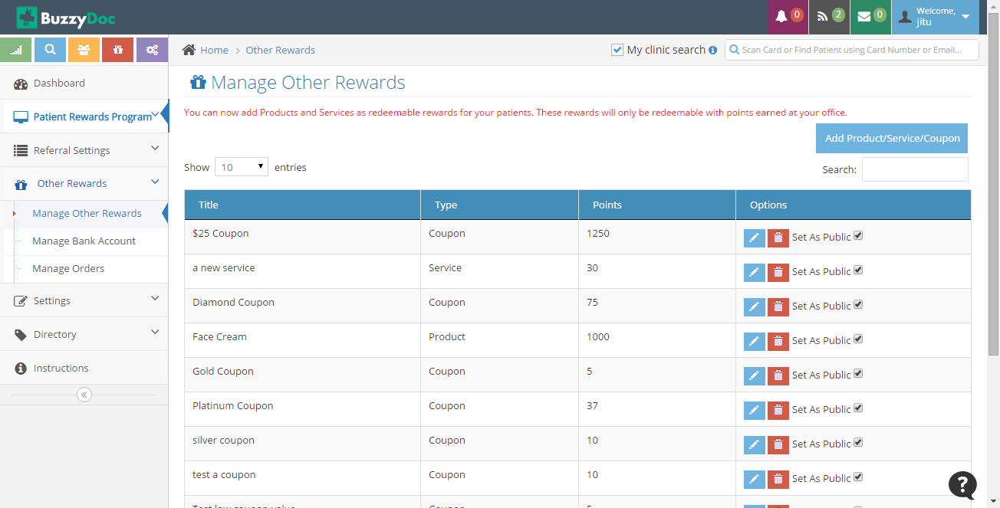 BuzzyDoc
0
2
0
Welcome,
jitu
Home
Other Rewards
My clinic search
Scan Card or Find Patient using Card Number or Email...
Dashboard
Patient Rewards Program
Referral Settings
Other Rewards
Manage Other Rewards
Manage Bank Account
Manage Orders
Settings
Directory
Instructions
Manage Other Rewards
You can now add Products and Services as redeemable rewards for your patients. These rewards will only be redeemable with points earned at your office.
Add Product/Service/Coupon
Show 10 entries
Search:
Title Type Points Options
$25 Coupon Coupon 1250 Set As Public
a new service Service 30 Set As Public
Diamond Coupon Coupon 75 Set As Public
Face Cream Product 1000 Set As Public
Gold Coupon Coupon 5 Set As Public
Platinum Coupon Coupon 37 Set As Public
silver coupon Coupon 10 Set As Public
test a coupon Coupon 10 Set As Public
Test low coupon value Coupon 5
?